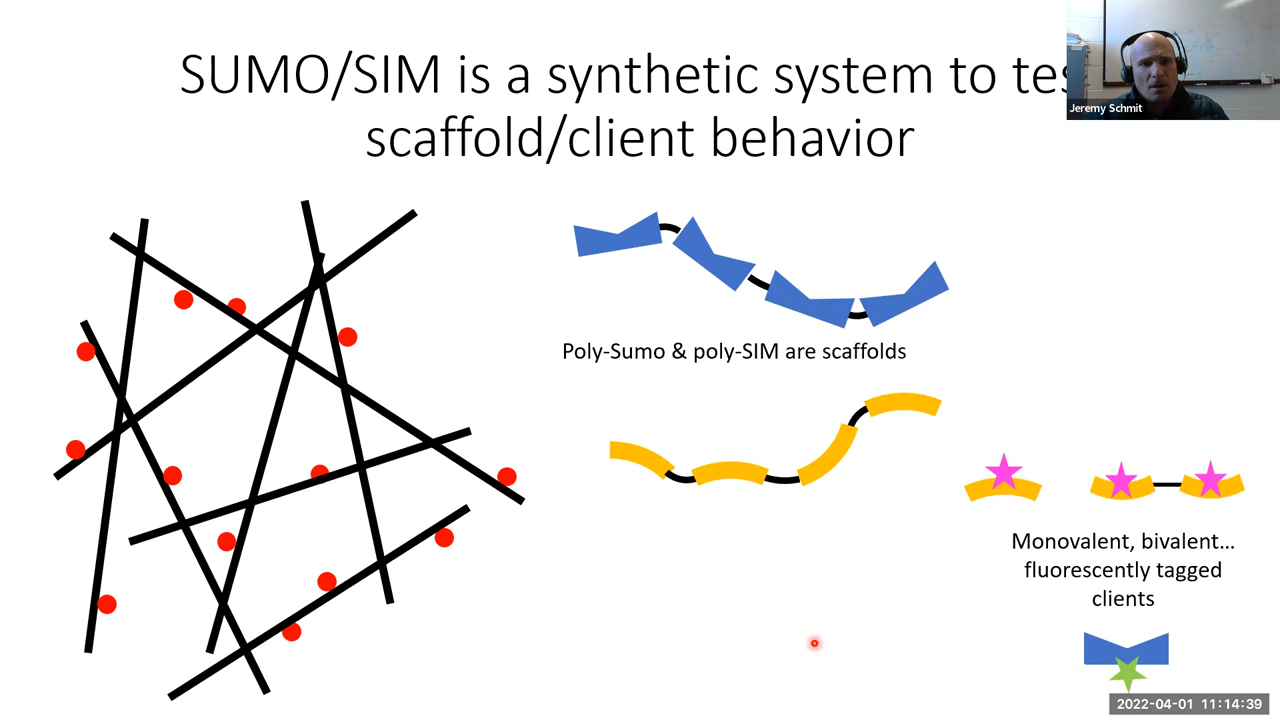 SUMO/SIM is a synthetic system to tes
scaffold/client behavior
Jeremy Schmit
Poly-Sumo & poly-SIM are scaffolds
Monovalent, bivalent…
fluorescently tagged
clients
2022-04-01 11:14:39